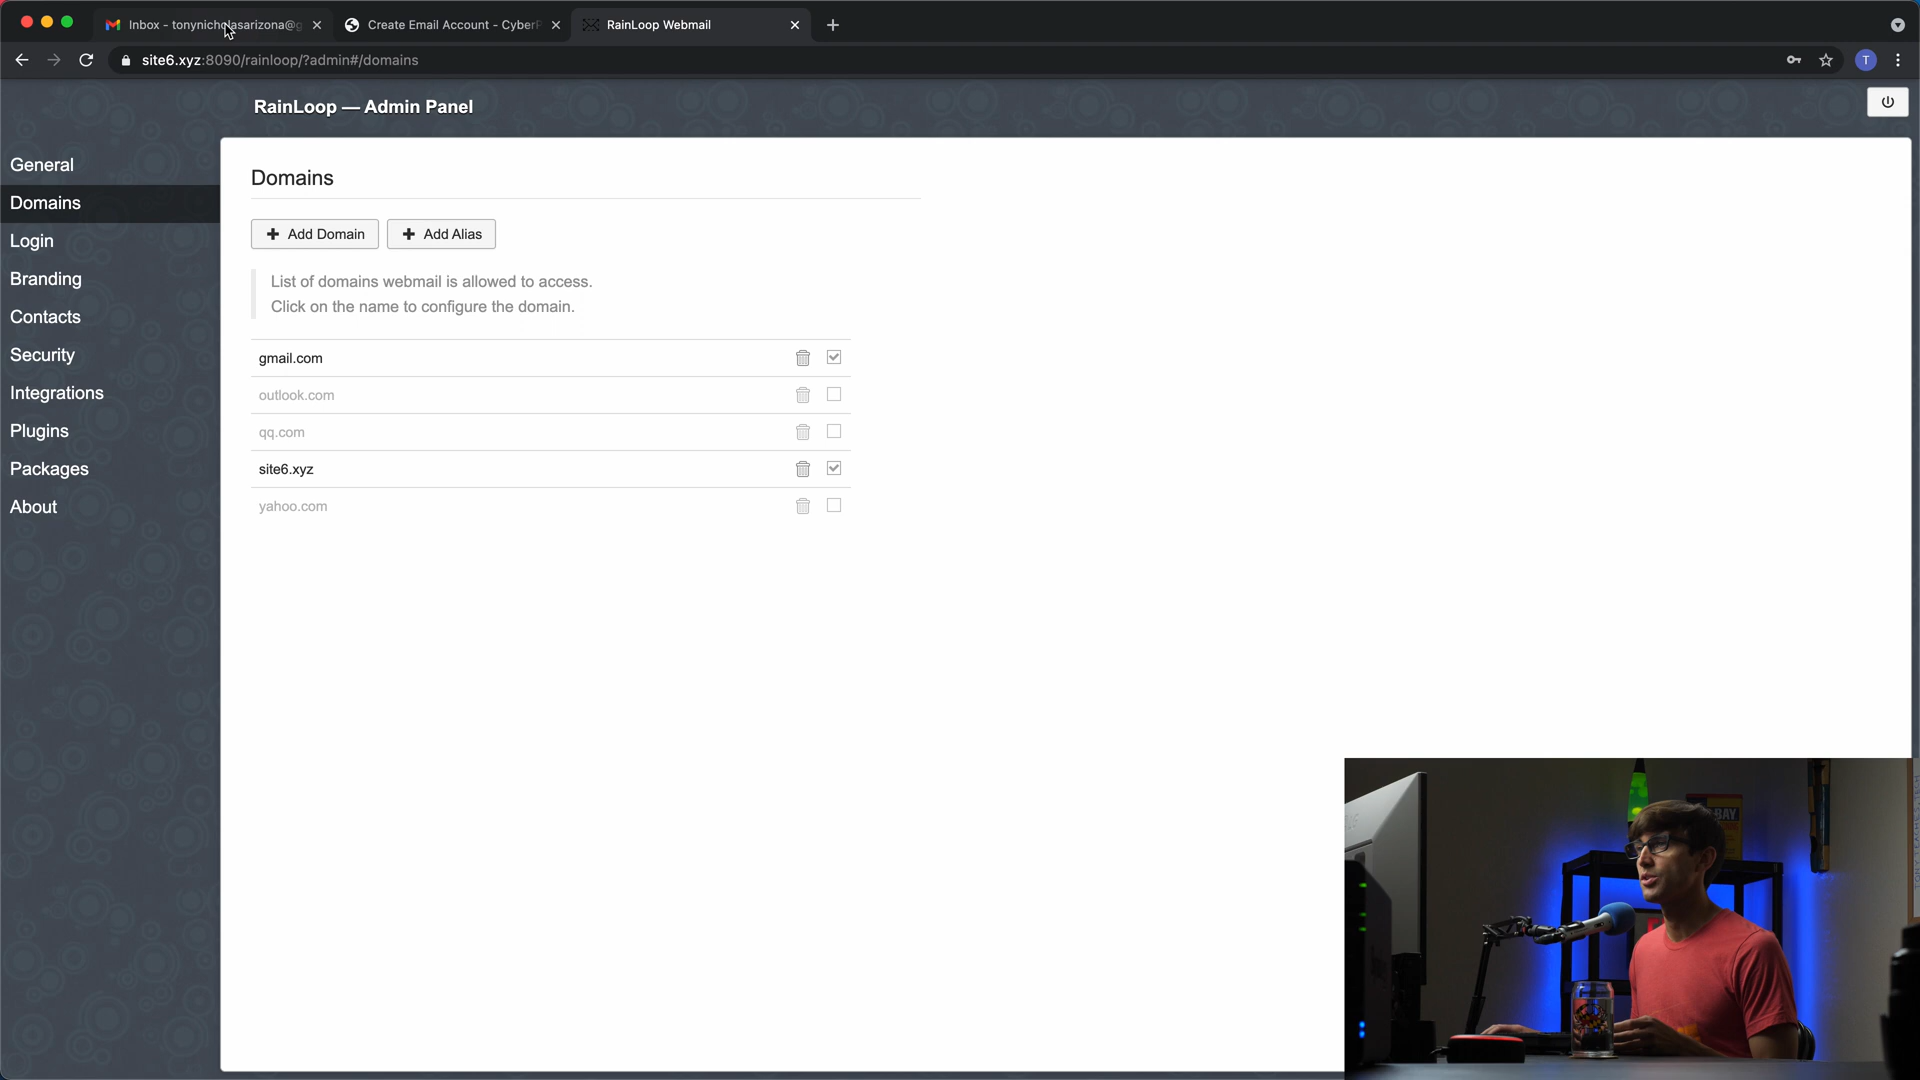 Inbox - tonynicholasarizona@g
Create Email Account - CyberP
RainLoop Webmail
site6.xyz:8090/rainloop/?admin#/domains
T
RainLoop — Admin Panel
General
Domains
Login
Branding
Contacts
Security
Integrations
Plugins
Packages
About
Domains
Add Domain
Add Alias
List of domains webmail is allowed to access.
Click on the name to configure the domain.
gmail.com
outlook.com
qq.com
site6.xyz
yahoo.com
BAY